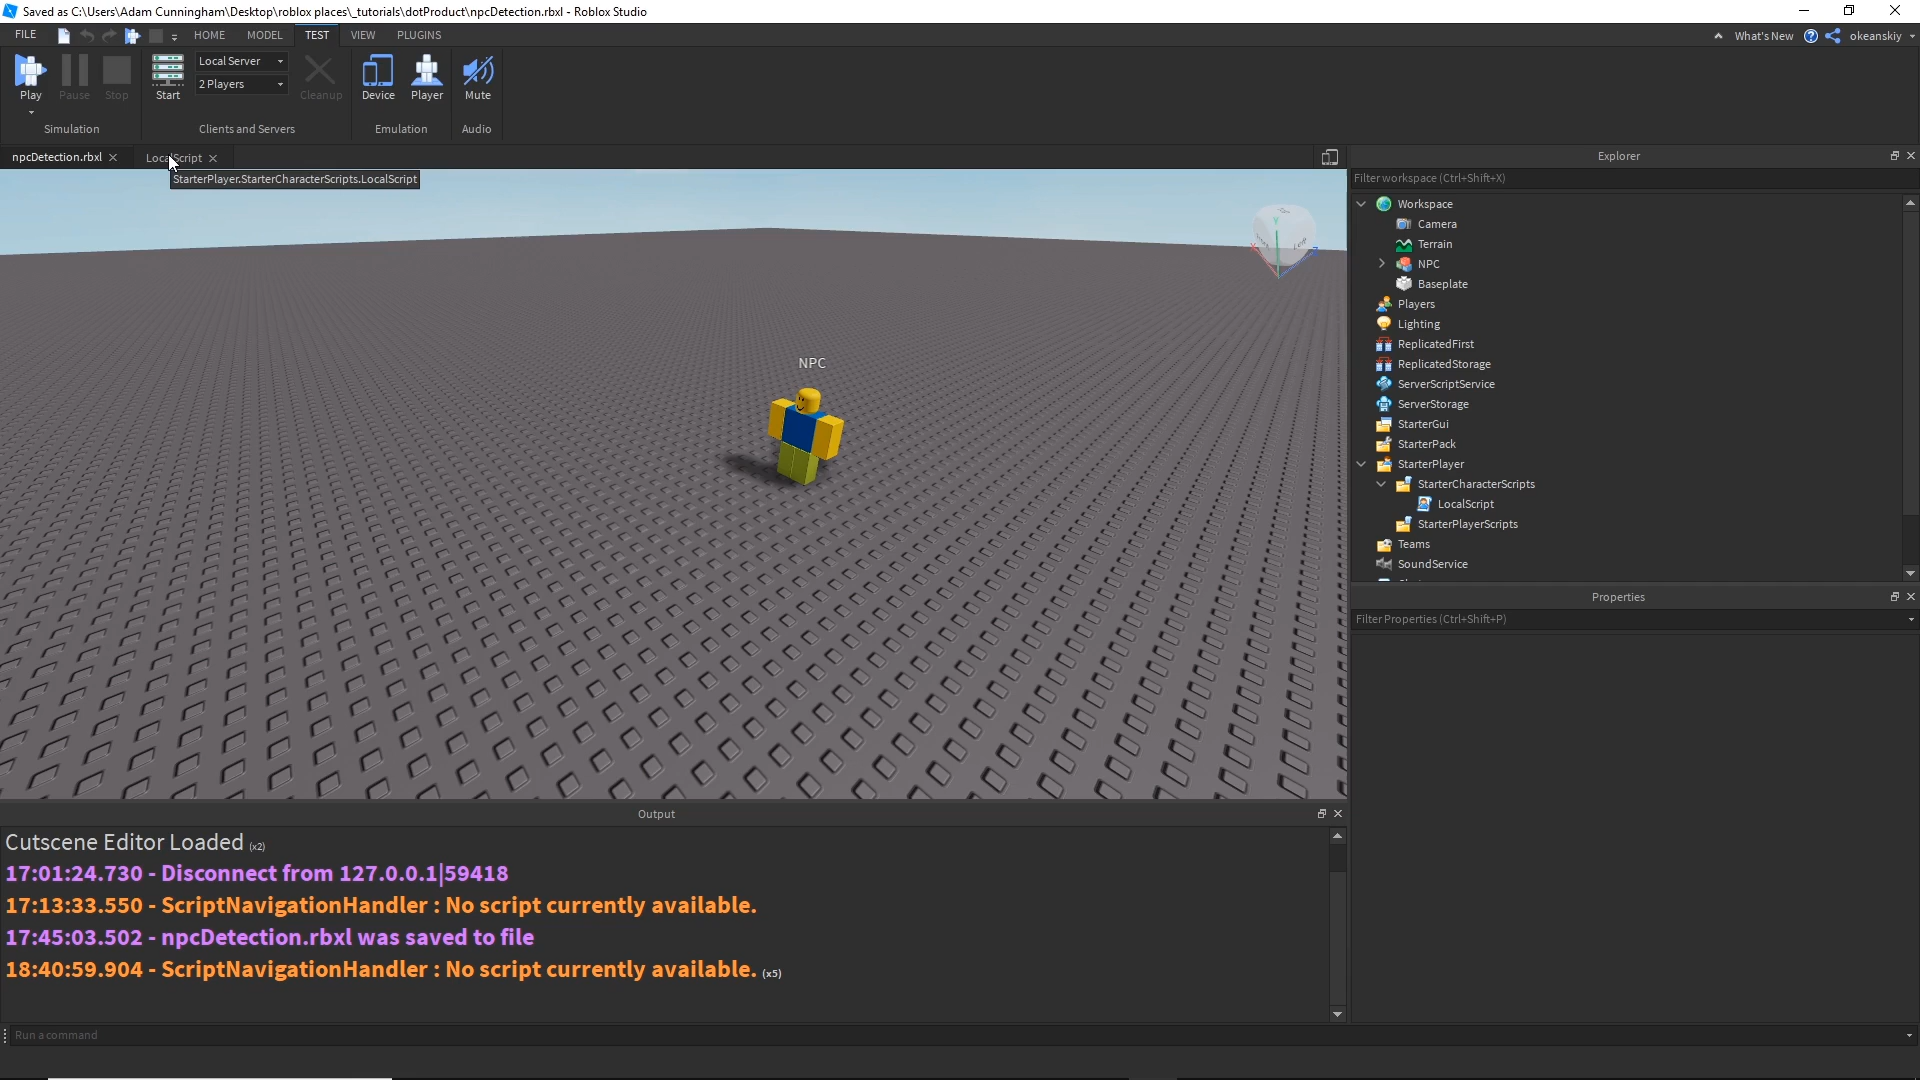 Saved as C:\Users\Adam Cunningham\Desktop\roblox places\_tutorials\dotProduct\npcDetection.rbxl - Roblox Studio
FILE
HOME
MODEL
TEST
VIEW
PLUGINS
What's New
okeanskiy
Play
Pause
Stop
Start
Local Server
2 Players
Cleanup
Device
Player
Mute
Simulation
Clients and Servers
Emulation
Audio
npcDetection.rbxl
LocalScript
StarterPlayer.StarterCharacterScripts.LocalScript
NPC
Explorer
Filter workspace (Ctrl+Shift+X)
Workspace
Camera
Terrain
NPC
Baseplate
Players
Lighting
ReplicatedFirst
ReplicatedStorage
ServerScriptService
ServerStorage
StarterGui
StarterPack
StarterPlayer
StarterCharacterScripts
LocalScript
StarterPlayerScripts
Teams
SoundService
Properties
Filter Properties (Ctrl+Shift+P)
Output
Cutscene Editor Loaded (x2)
17:01:24.730 - Disconnect from 127.0.0.1|59418
17:13:33.550 - ScriptNavigationHandler : No script currently available.
17:45:03.502 - npcDetection.rbxl was saved to file
18:40:59.904 - ScriptNavigationHandler : No script currently available. (x5)
Run a command